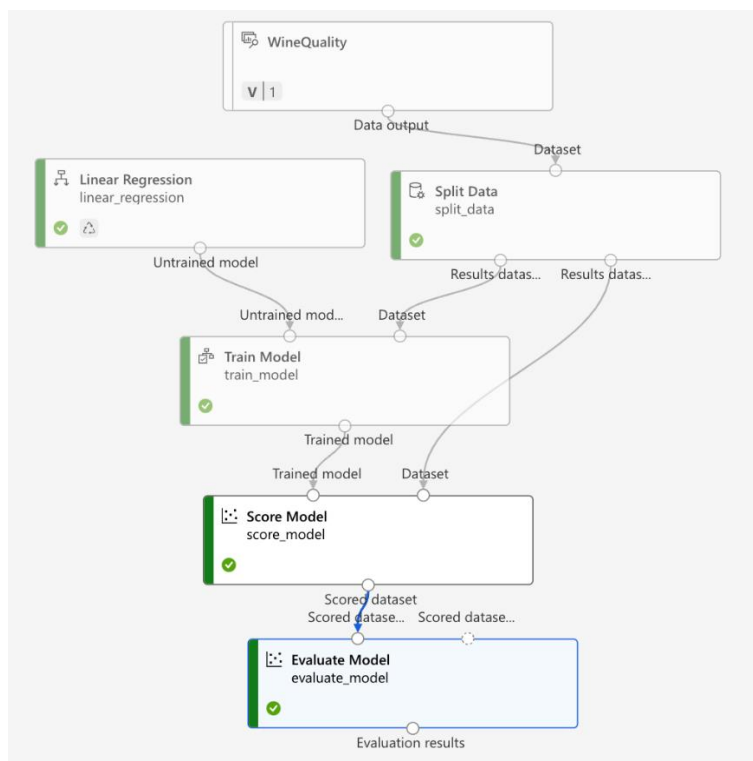 WineQuality
V | 1
Data output
Dataset
Linear Regression
linear_regression
Split Data
split_data
Untrained model
Results datas...
Results datas...
Untrained mod...
Dataset
Train Model
train_model
Trained model
Trained model
Dataset
Score Model
score_model
Scored dataset
Scored datase...
Scored datase...
Evaluate Model
evaluate_model
Evaluation results